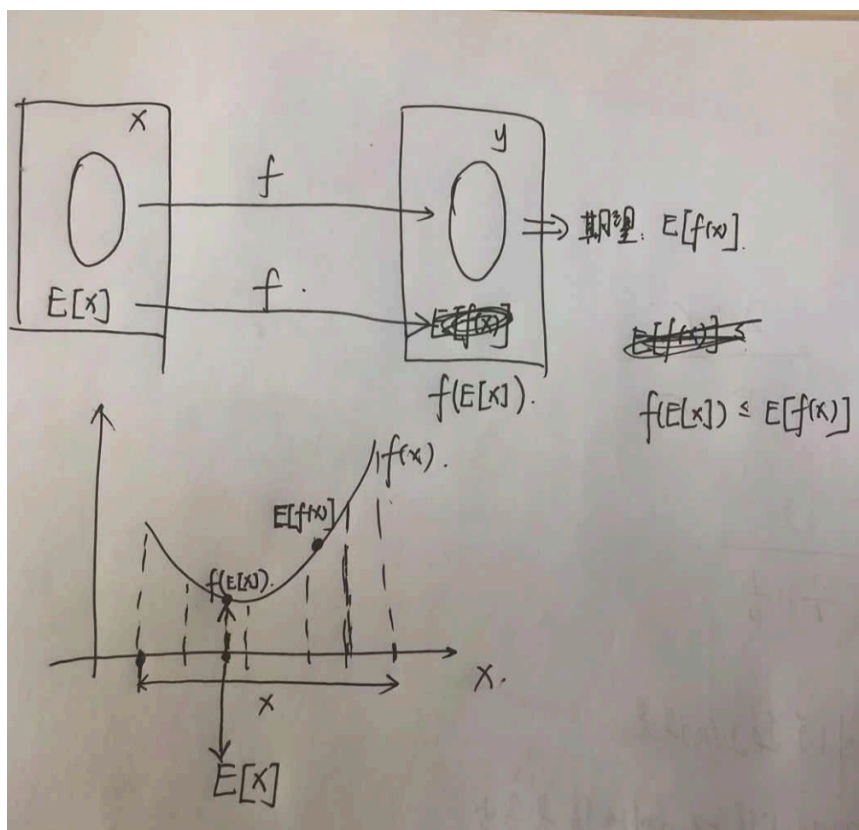 x
y
f
期望: E[f(x)].
E[x]
f.
f(E[x]).
f(E[x]) ≤ E[f(x)]
f(x).
E[f(x)]
f(E[x]).
x
x.
E[x]